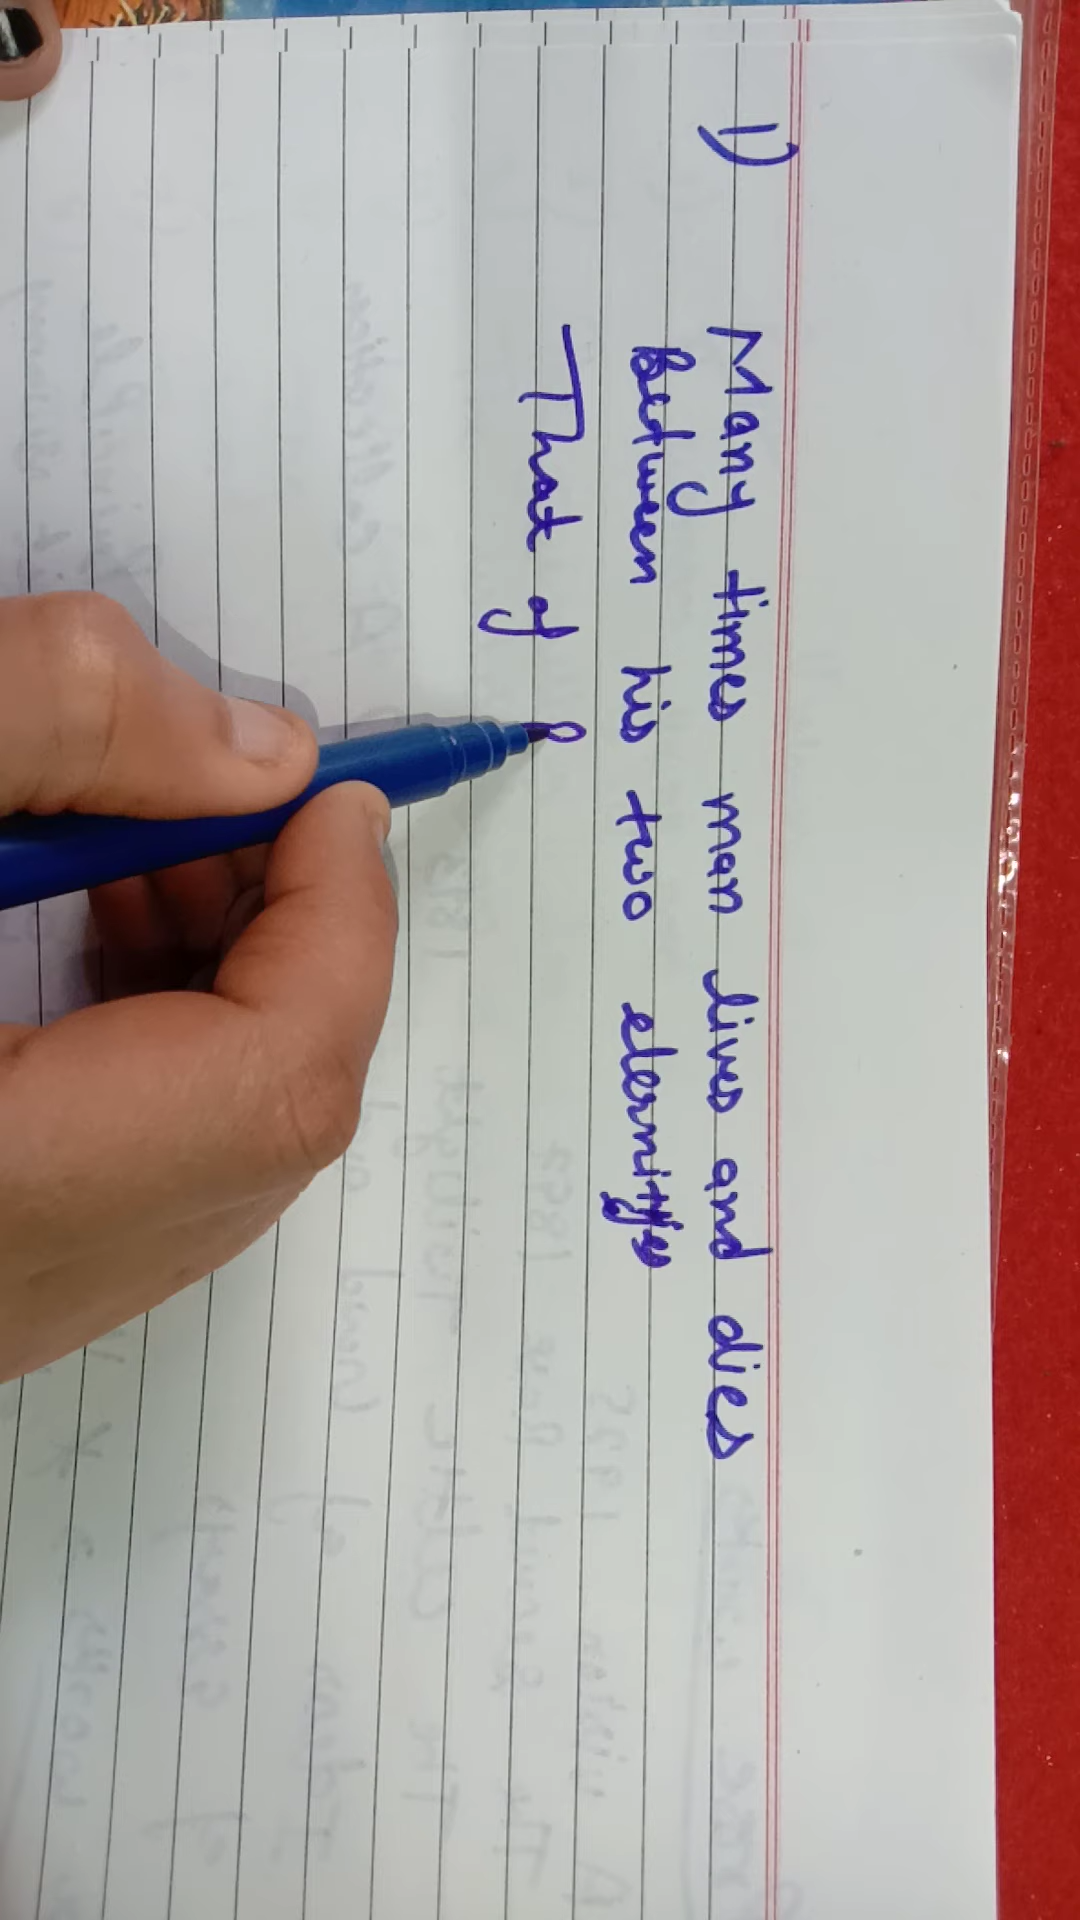 1) Many times man lives and dies
Between his two eternities
That of